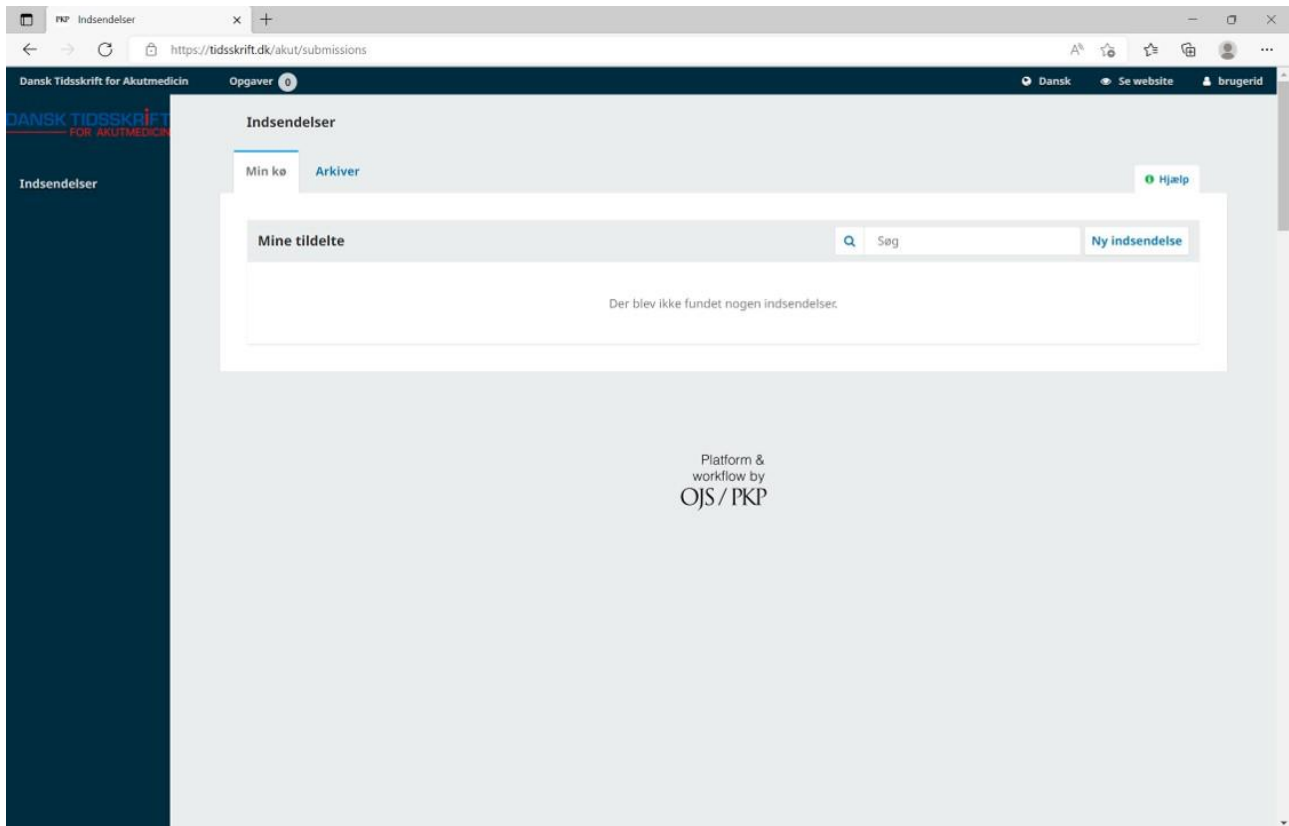 PKP Indsendelser
https://tidsskrift.dk/akut/submissions
Dansk Tidsskrift for Akutmedicin Opgaver 0 Dansk Se website brugerid
DANSK TIDSSKRIFT
FOR AKUTMEDICIN
Indsendelser
Indsendelser
Min kø Arkiver
Hjælp
Mine tildelte Søg Ny indsendelse
Der blev ikke fundet nogen indsendelser.
Platform &
workflow by
OJS / PKP